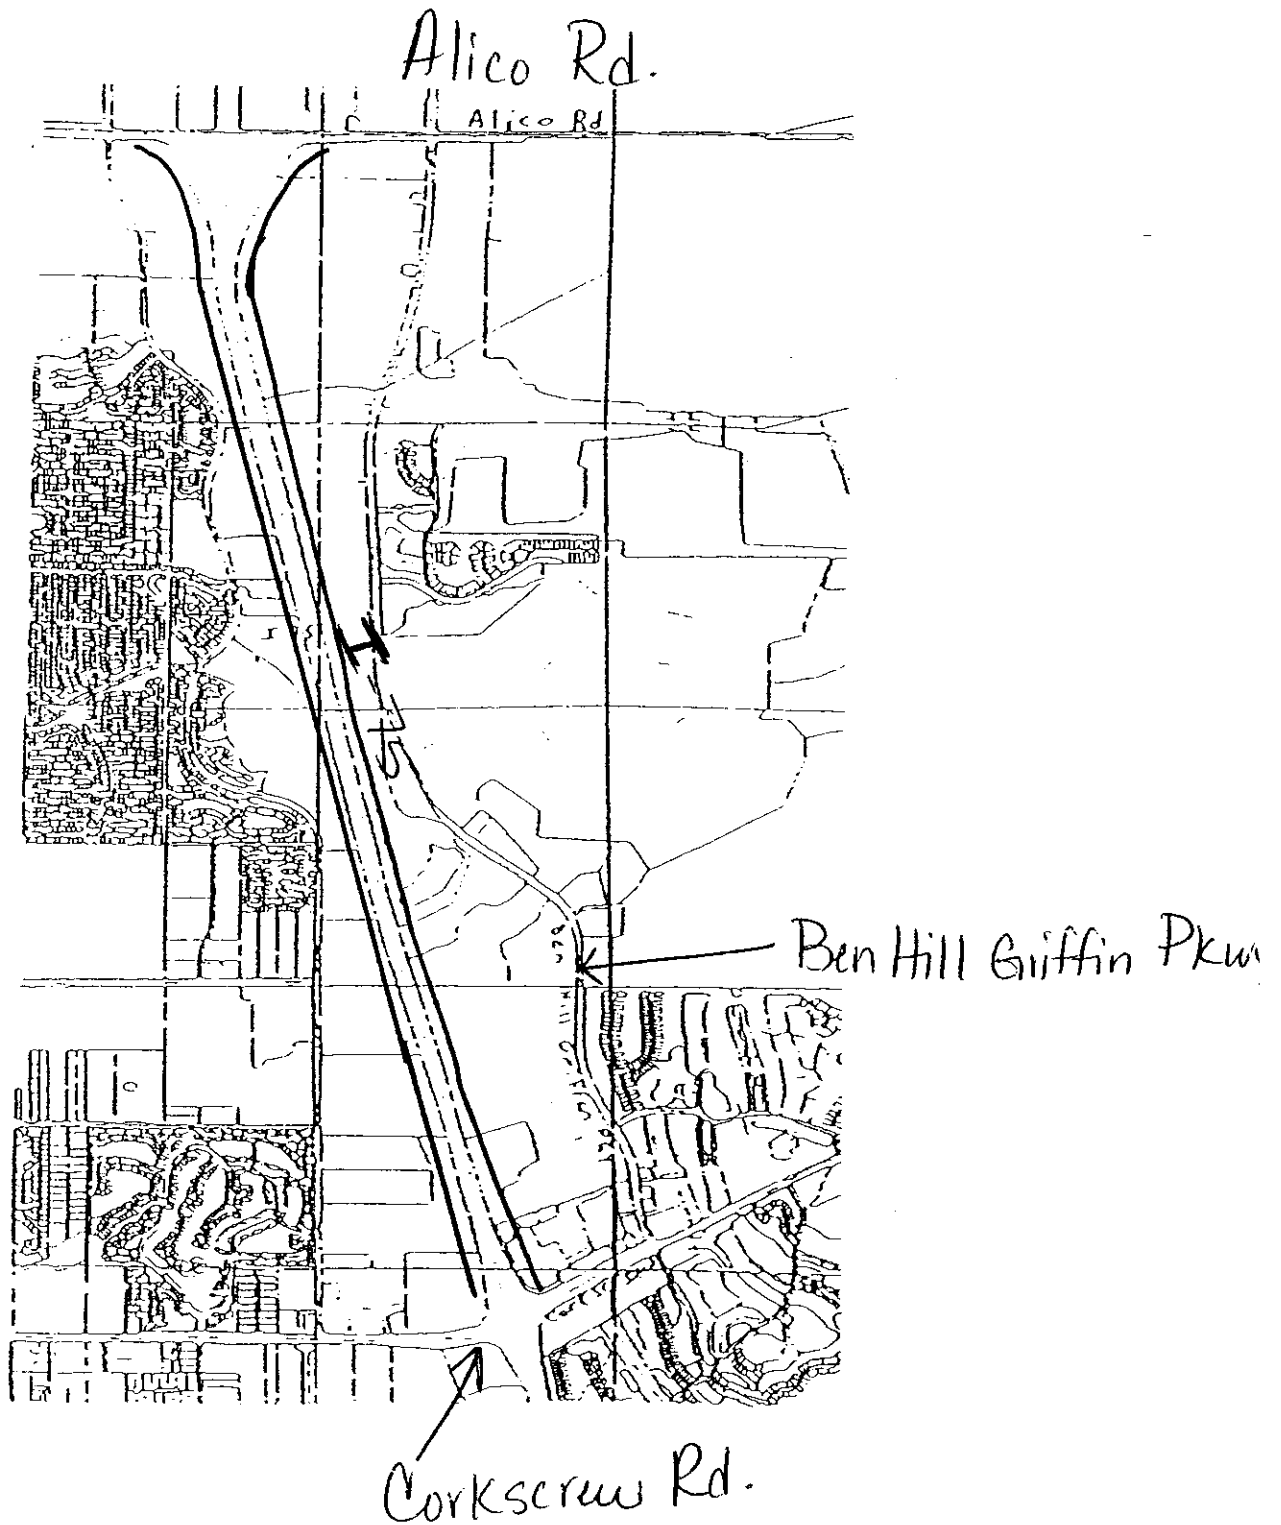 Alico Rd.
Alico Rd
I-75
Ben Hill Griffin Pkw
Corkscrew Rd.